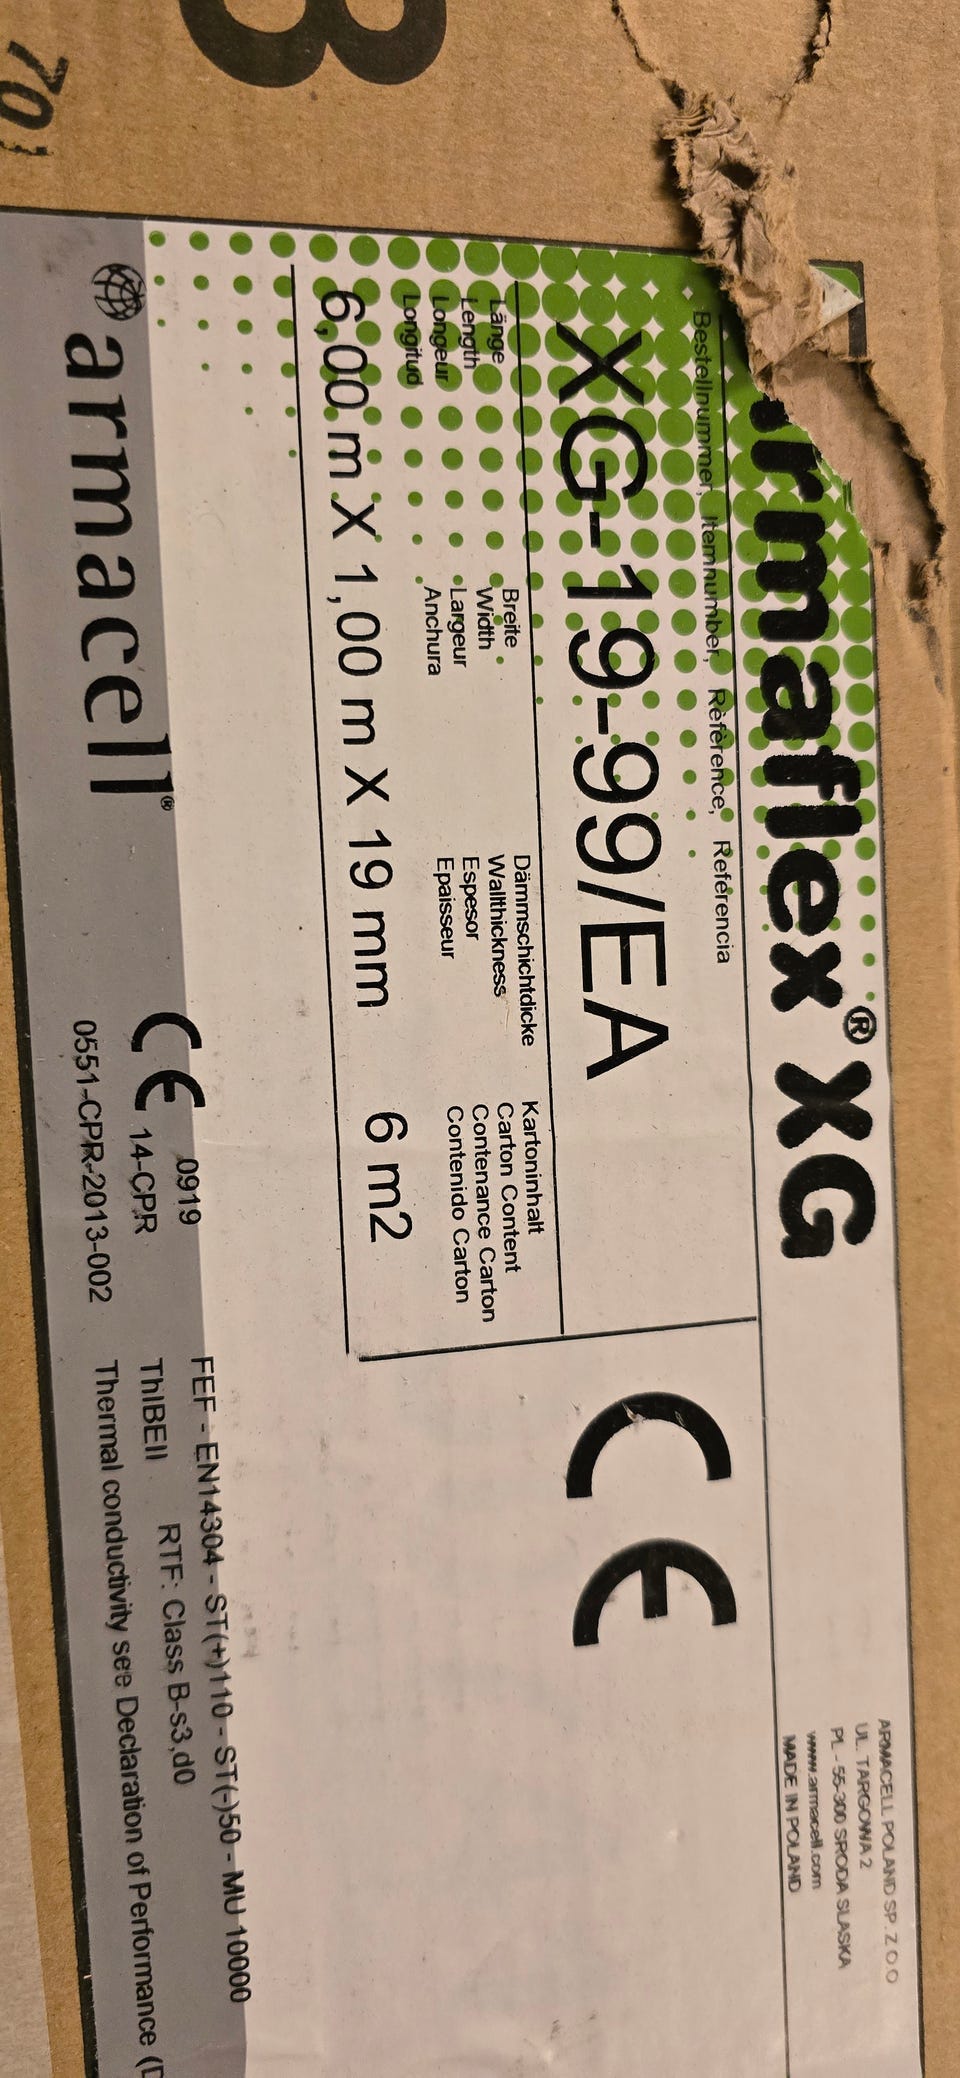 armaflex® XG
ARMACELL POLAND SP. Z O.O
UL. TARGOWA 2
PL - 55-300 SRODA SLASKA
www.armacell.com
MADE IN POLAND
Bestellnummer, Itemnumber, Rèfèrence, Referencia
XG-19-99/EA
CE
Länge Breite Dämmschichtdicke Kartoninhalt
Length Width Wallthickness Carton Content
Longeur Largeur Espesor Contenance Carton
Longitud Anchura Epaisseur Contenido Carton
6,00 m X 1,00 m X 19 mm 6 m2
armacell®
CE 0919
14-CPR
0551-CPR-2013-002
FEF - EN14304 - ST(+)110 - ST(-)50 - MU 10000
ThIBEII RTF: Class B-s3,d0
Thermal conductivity see Declaration of Performance (D
3
70